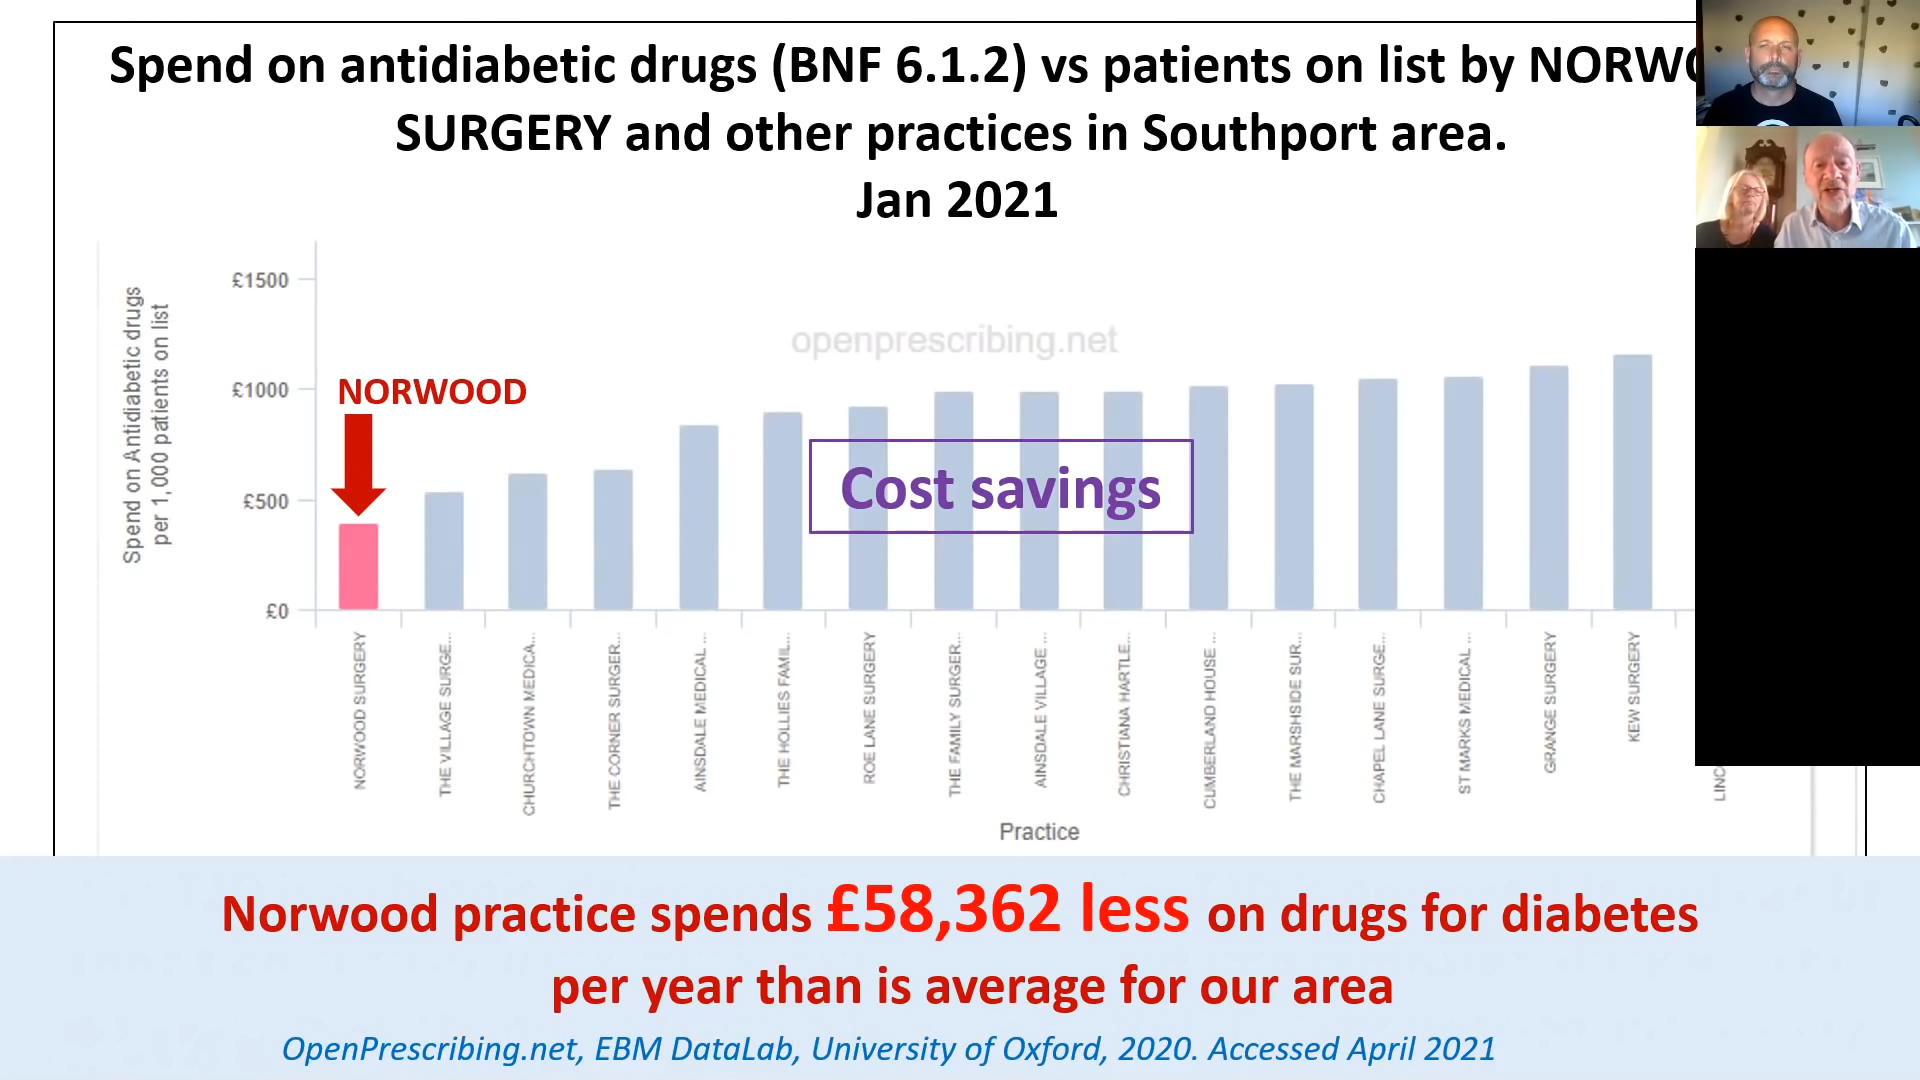 Spend on antidiabetic drugs (BNF 6.1.2) vs patients on list by NORWO
SURGERY and other practices in Southport area.
Jan 2021
Spend on Antidiabetic drugs
per 1,000 patients on list
£1500
£1000
£500
£0
openprescribing.net
NORWOOD
Cost savings
NORWOOD SURGERY
THE VILLAGE SURGE...
CHURCHTOWN MEDICA...
THE CORNER SURGER...
AINSDALE MEDICAL ...
THE HOLLIES FAMIL...
ROE LANE SURGERY
THE FAMILY SURGER...
AINSDALE VILLAGE ...
CHRISTIANA HARTLE...
CUMBERLAND HOUSE ...
THE MARSHSIDE SUR...
CHAPEL LANE SURGE...
ST MARKS MEDICAL ...
GRANGE SURGERY
KEW SURGERY
LINC
Practice
Norwood practice spends £58,362 less on drugs for diabetes
per year than is average for our area
OpenPrescribing.net, EBM DataLab, University of Oxford, 2020. Accessed April 2021